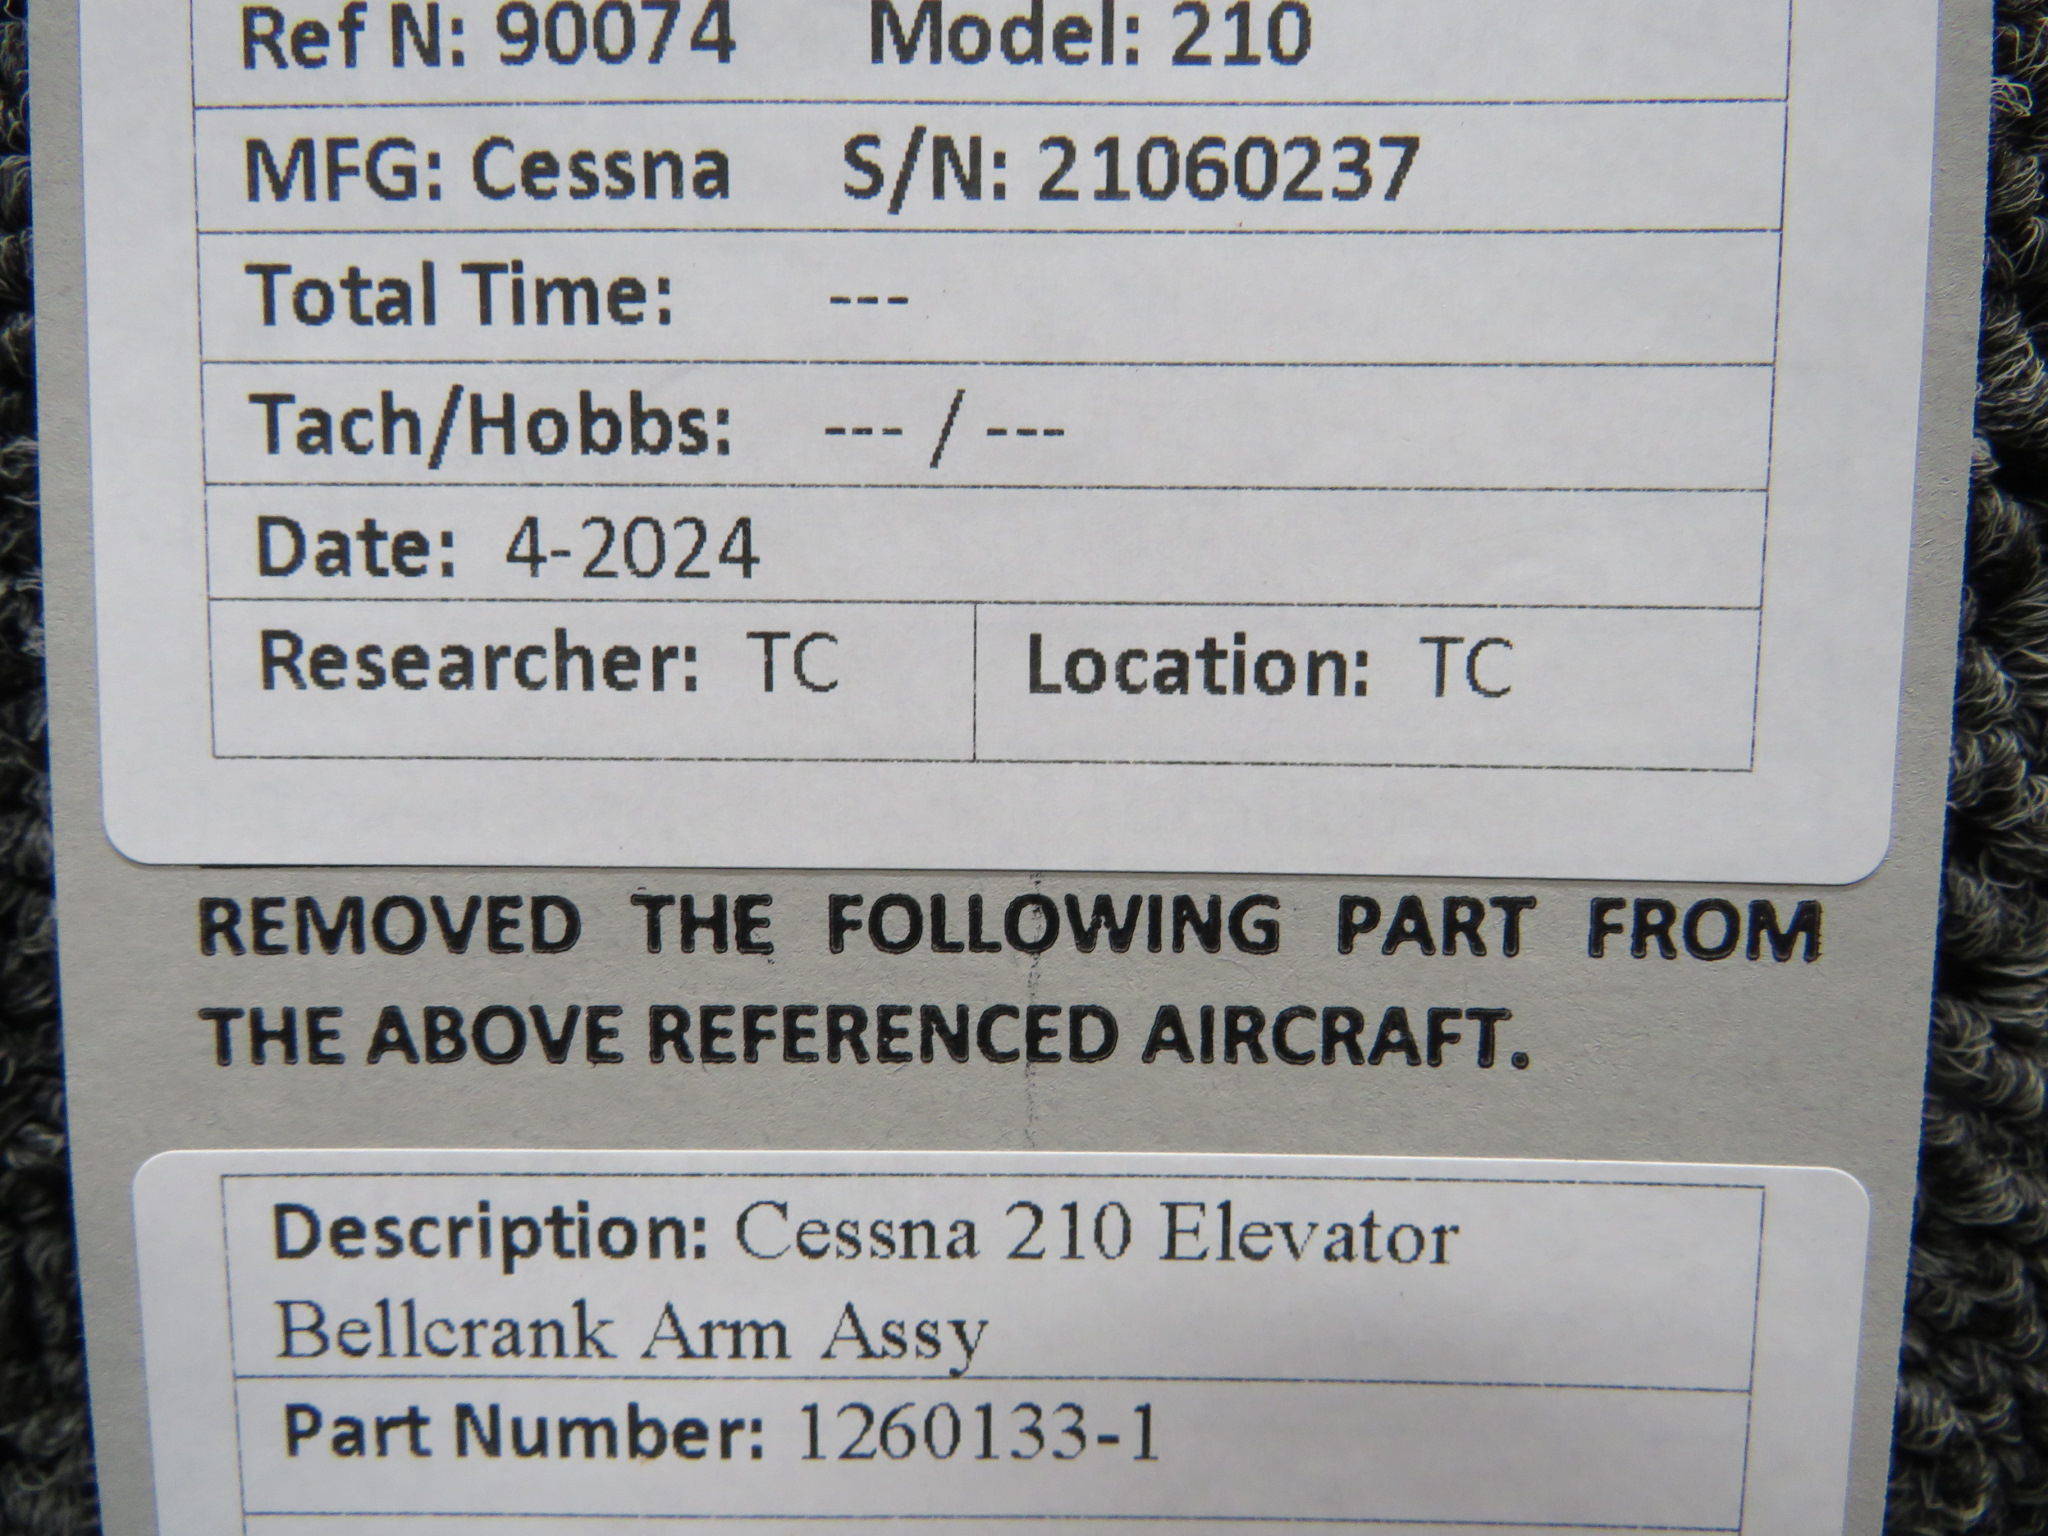 Ref N: 90074 Model: 210
MFG: Cessna S/N: 21060237
Total Time: ---
Tach/Hobbs: --- / ---
Date: 4-2024
Researcher: TC Location: TC
REMOVED THE FOLLOWING PART FROM
THE ABOVE REFERENCED AIRCRAFT.
Description: Cessna 210 Elevator
Bellcrank Arm Assy
Part Number: 1260133-1